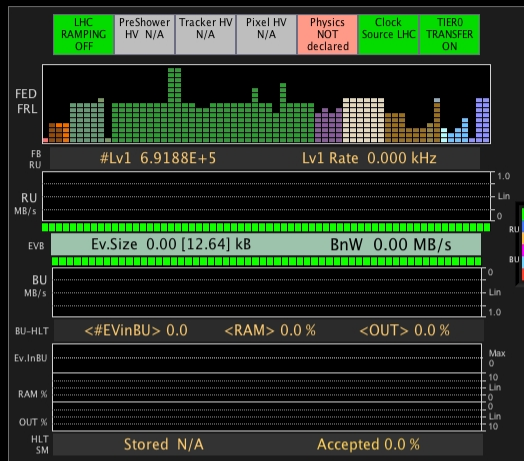 LHC RAMPING OFF
PreShower HV N/A
Tracker HV N/A
Pixel HV N/A
Physics NOT declared
Clock Source LHC
TIER0 TRANSFER ON
FED
FRL
FB
RU
#Lv1 6.9188E+5 Lv1 Rate 0.000 kHz
1.0
RU
MB/s
Lin
0
RU
EVB
Ev.Size 0.00 [12.64] kB BnW 0.00 MB/s
BU
0
BU
MB/s
Lin
1.0
BU-HLT
<#EVinBU> 0.0 <RAM> 0.0 % <OUT> 0.0 %
Ev.InBU
Max
0
10
RAM %
Lin
0
0
OUT %
Lin
10
HLT
SM
Stored N/A Accepted 0.0 %